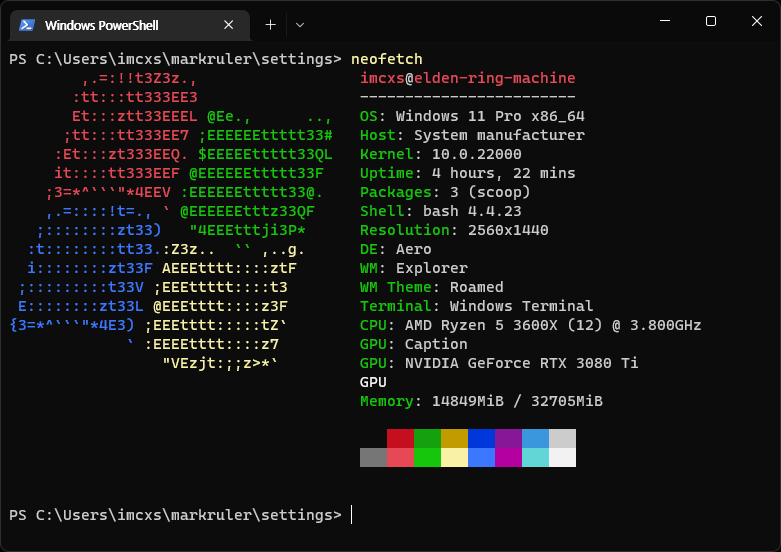 Windows PowerShell
PS C:\Users\imcxs\markruler\settings> neofetch
        ,.=:!!t3Z3z.,                  imcxs@elden-ring-machine
       :tt:::tt333EE3                  ------------------------
       Et:::ztt33EEEL @Ee.,      ..,   OS: Windows 11 Pro x86_64
      ;tt:::tt333EE7 ;EEEEEEttttt33#   Host: System manufacturer
     :Et:::zt333EEQ. $EEEEEttttt33QL   Kernel: 10.0.22000
     it::::tt333EEF @EEEEEEttttt33F    Uptime: 4 hours, 22 mins
    ;3=*^```"*4EEV :EEEEEEttttt33@.    Packages: 3 (scoop)
    ,.=::::!t=., ` @EEEEEEtttz33QF     Shell: bash 4.4.23
   ;::::::::zt33)   "4EEEtttji3P*      Resolution: 2560x1440
  :t::::::::tt33.:Z3z..  `` ,..g.      DE: Aero
  i::::::::zt33F AEEEtttt::::ztF       WM: Explorer
 ;:::::::::t33V ;EEEttttt::::t3        WM Theme: Roamed
 E::::::::zt33L @EEEtttt::::z3F        Terminal: Windows Terminal
{3=*^```"*4E3) ;EEEtttt:::::tZ`        CPU: AMD Ryzen 5 3600X (12) @ 3.800GHz
             ` :EEEEtttt::::z7         GPU: Caption
                 "VEzjt:;;z>*`         GPU: NVIDIA GeForce RTX 3080 Ti
                                       GPU
                                       Memory: 14849MiB / 32705MiB
PS C:\Users\imcxs\markruler\settings>